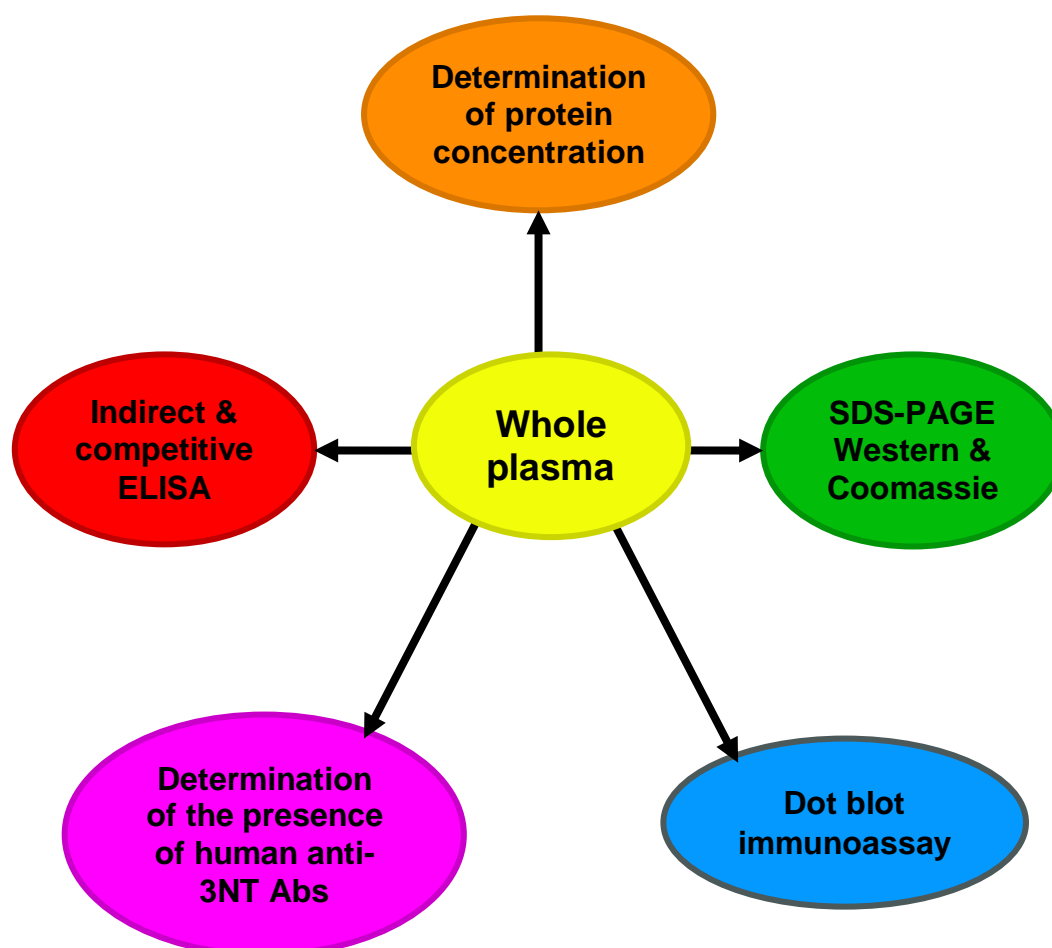 Determination
of protein
concentration
Indirect &
competitive
ELISA
Whole
plasma
SDS-PAGE
Western &
Coomassie
Determination
of the presence
of human anti-
3NT Abs
Dot blot
immunoassay